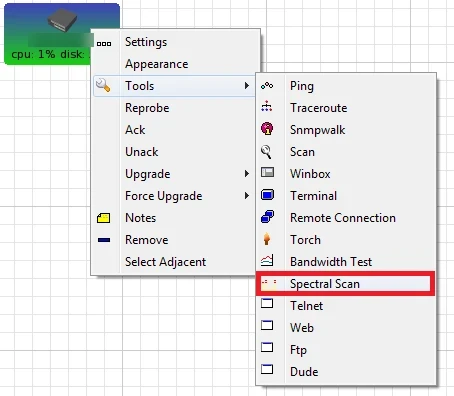 cpu: 1% disk:
Settings
Appearance
Tools
Reprobe
Ack
Unack
Upgrade
Force Upgrade
Notes
Remove
Select Adjacent
Ping
Traceroute
Snmpwalk
Scan
Winbox
Terminal
Remote Connection
Torch
Bandwidth Test
Spectral Scan
Telnet
Web
Ftp
Dude